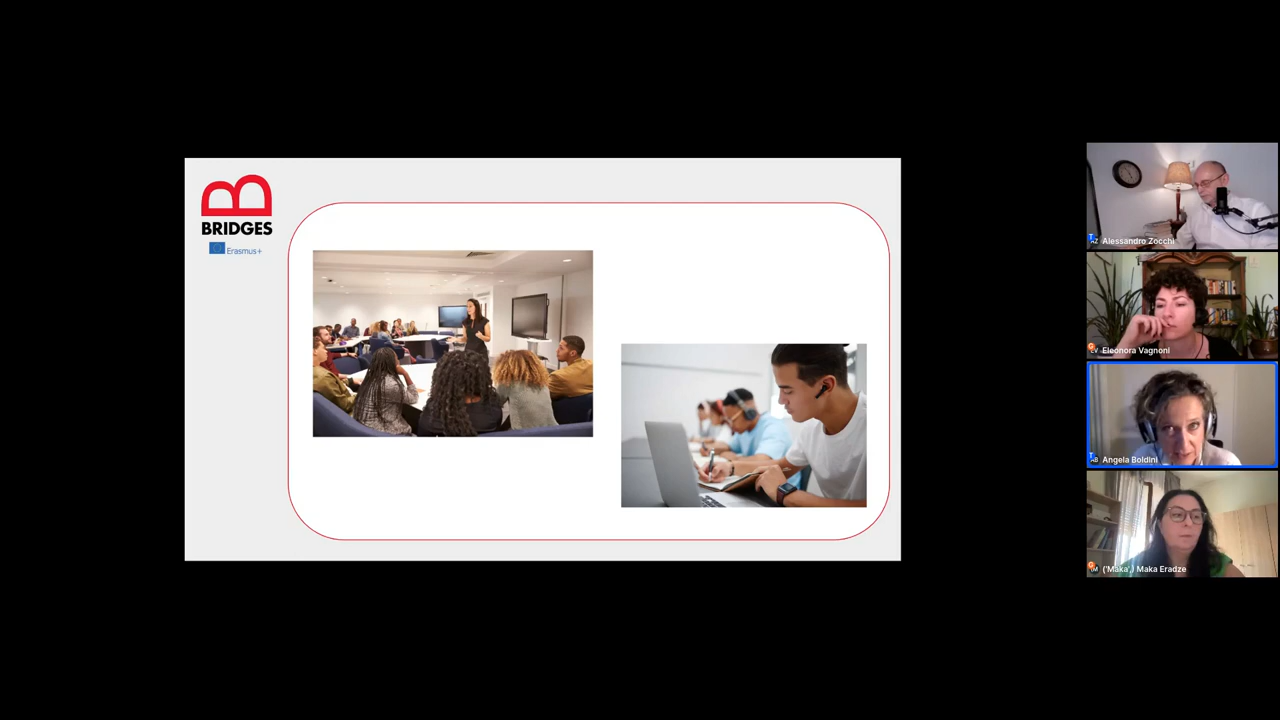 BRIDGES
Erasmus+
Alessandro Zocchi
Eleonora Vagnoni
Angela Boldini
('Maka') Maka Eradze